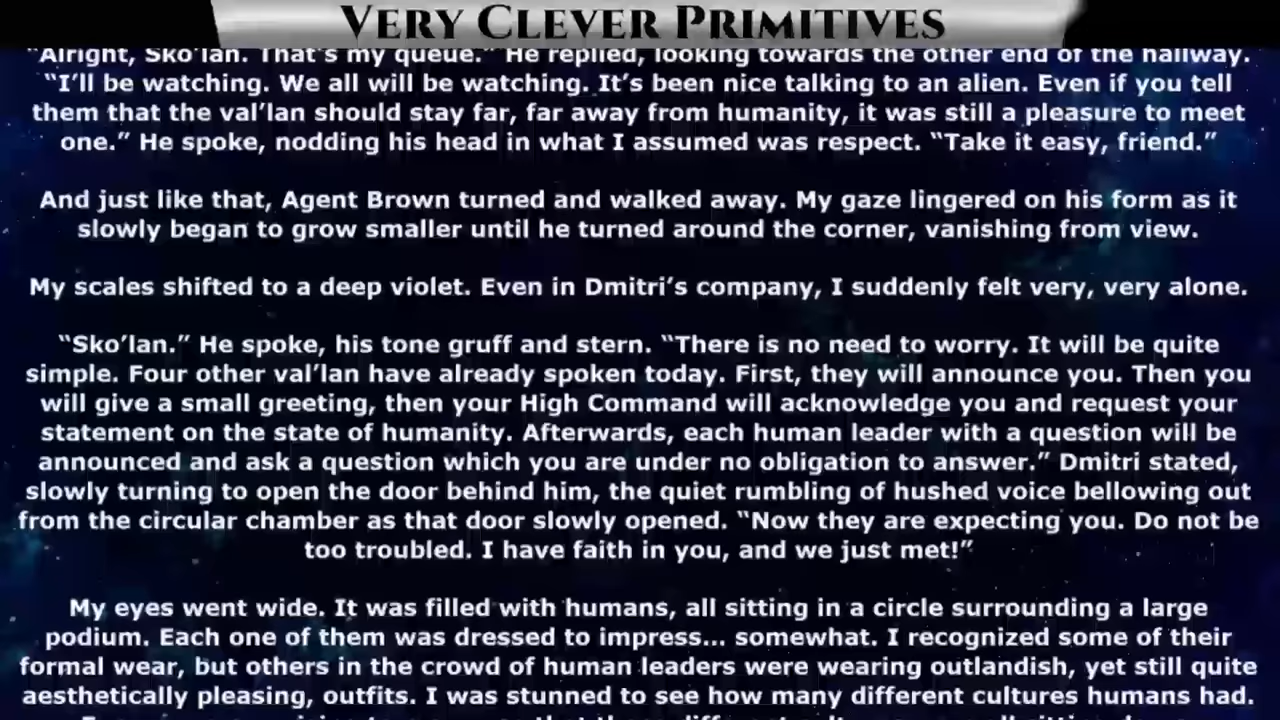 VERY CLEVER PRIMITIVES
“Alright, Sko’lan. That’s my queue.” He replied, looking towards the other end of the hallway.
“I’ll be watching. We all will be watching. It’s been nice talking to an alien. Even if you tell
them that the val’lan should stay far, far away from humanity, it was still a pleasure to meet
one.” He spoke, nodding his head in what I assumed was respect. “Take it easy, friend.”
And just like that, Agent Brown turned and walked away. My gaze lingered on his form as it
slowly began to grow smaller until he turned around the corner, vanishing from view.
My scales shifted to a deep violet. Even in Dmitri’s company, I suddenly felt very, very alone.
“Sko’lan.” He spoke, his tone gruff and stern. “There is no need to worry. It will be quite
simple. Four other val’lan have already spoken today. First, they will announce you. Then you
will give a small greeting, then your High Command will acknowledge you and request your
statement on the state of humanity. Afterwards, each human leader with a question will be
announced and ask a question which you are under no obligation to answer.” Dmitri stated,
slowly turning to open the door behind him, the quiet rumbling of hushed voice bellowing out
from the circular chamber as that door slowly opened. “Now they are expecting you. Do not be
too troubled. I have faith in you, and we just met!”
My eyes went wide. It was filled with humans, all sitting in a circle surrounding a large
podium. Each one of them was dressed to impress... somewhat. I recognized some of their
formal wear, but others in the crowd of human leaders were wearing outlandish, yet still quite
aesthetically pleasing, outfits. I was stunned to see how many different cultures humans had.